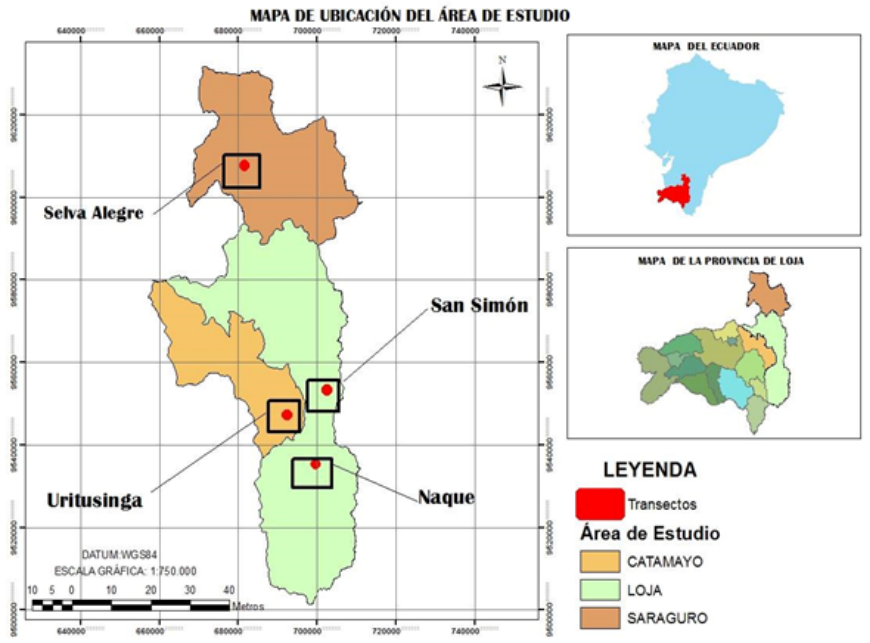 MAPA DE UBICACIÓN DEL ÁREA DE ESTUDIO
640000 660000 680000 700000 720000 740000
9620000
9600000
N
Selva Alegre
San Simón
Uritusinga
Naque
DATUM:WGS84
ESCALA GRÁFICA: 1:750.000
10 5 0 10 20 30 40
Metros
640000 660000 680000 700000 720000 740000
MAPA DEL ECUADOR
MAPA DE LA PROVINCIA DE LOJA
LEYENDA
Transectos
Área de Estudio
CATAMAYO
LOJA
SARAGURO